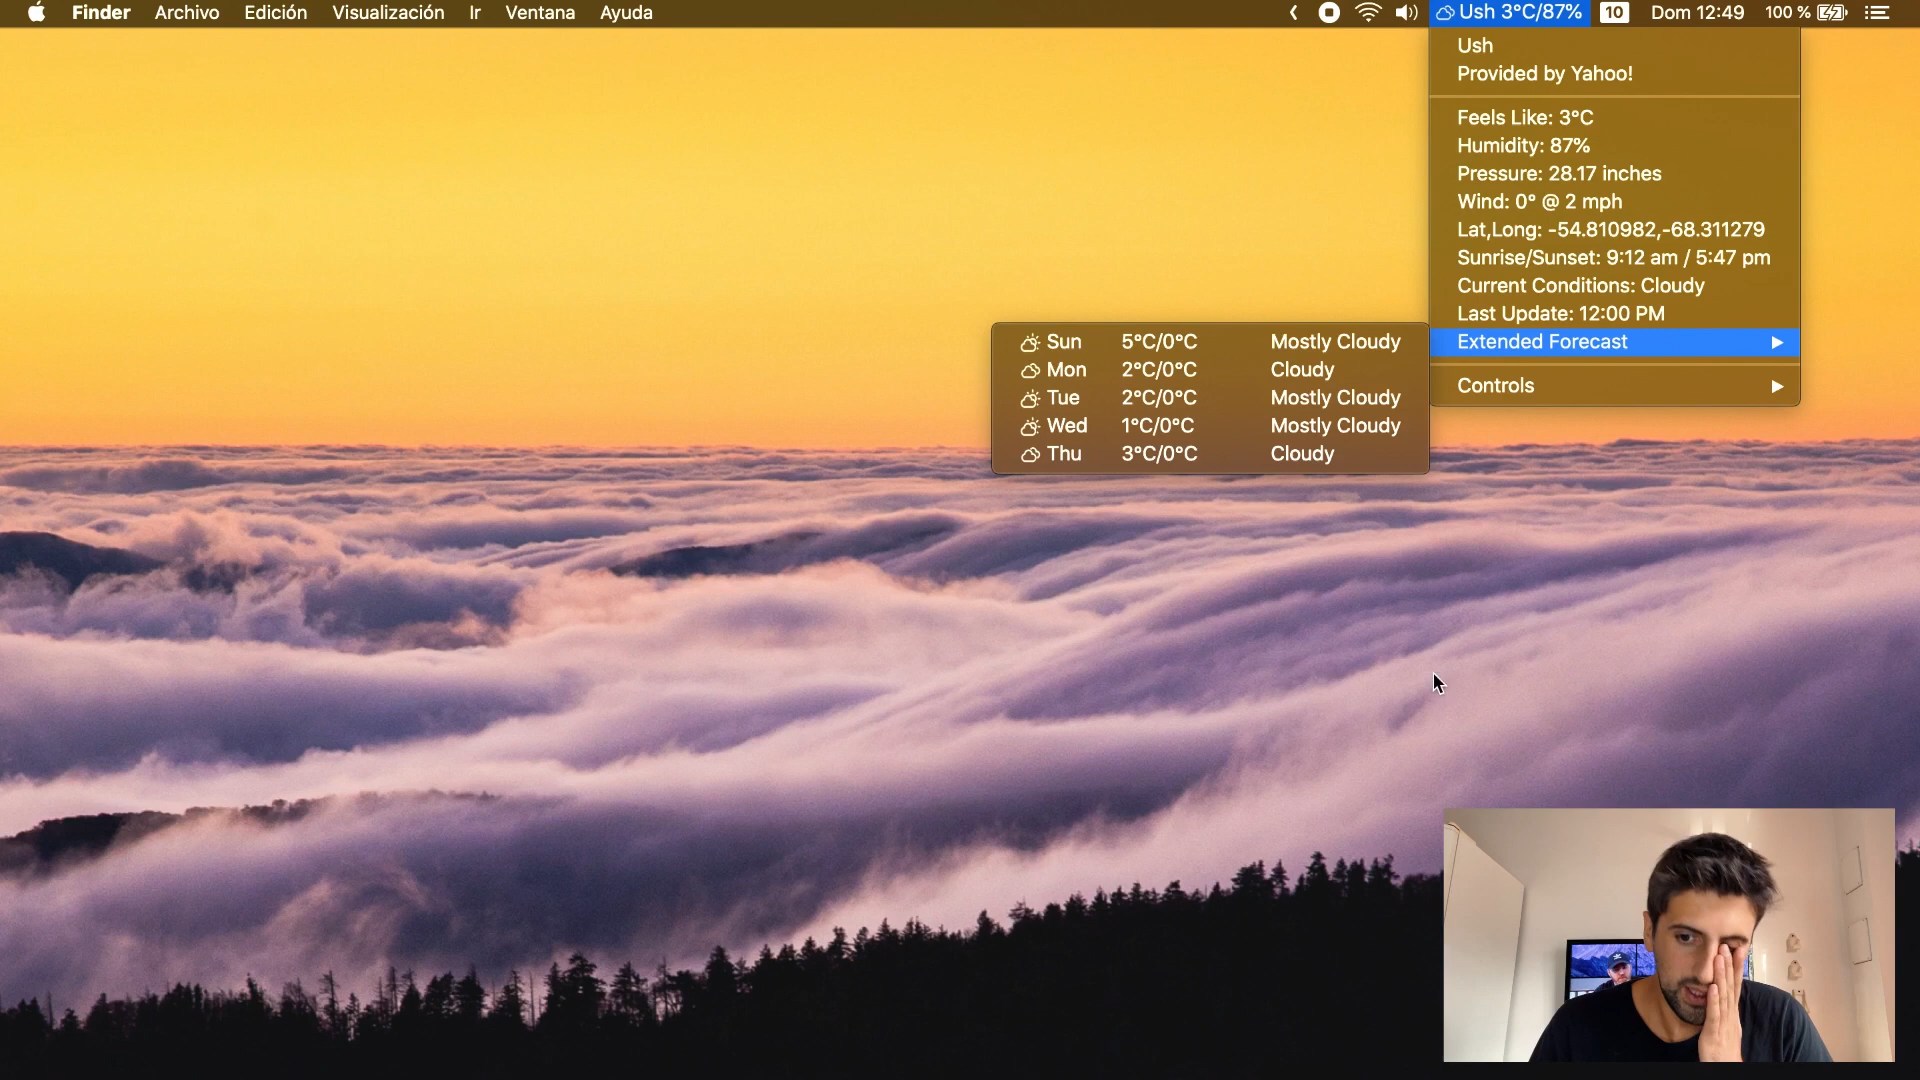 Finder Archivo Edición Visualización Ir Ventana Ayuda
Ush 3°C/87% 10 Dom 12:49 100 %
Ush
Provided by Yahoo!
Feels Like: 3°C
Humidity: 87%
Pressure: 28.17 inches
Wind: 0° @ 2 mph
Lat,Long: -54.810982,-68.311279
Sunrise/Sunset: 9:12 am / 5:47 pm
Current Conditions: Cloudy
Last Update: 12:00 PM
Extended Forecast
Controls
Sun 5°C/0°C Mostly Cloudy
Mon 2°C/0°C Cloudy
Tue 2°C/0°C Mostly Cloudy
Wed 1°C/0°C Mostly Cloudy
Thu 3°C/0°C Cloudy